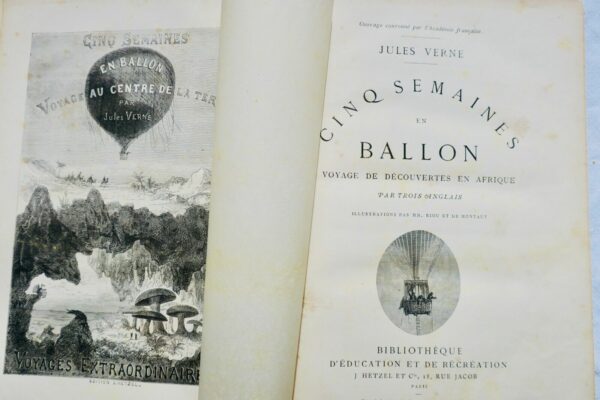 CINQ SEMAINES
EN BALLON
VOYAGE AU CENTRE DE LA TER
PAR
Jules VERNE
VOYAGES EXTRAORDINAIRE
Ouvrage couronné par l'Académie française.
JULES VERNE
CINQ SEMAINES
EN
BALLON
VOYAGE DE DÉCOUVERTES EN AFRIQUE
PAR TROIS ANGLAIS
ILLUSTRATIONS PAR MM. RIOU ET DE MONTAUT
BIBLIOTHÈQUE
D'ÉDUCATION ET DE RÉCRÉATION
J. HETZEL ET Cie, 18, RUE JACOB
PARIS